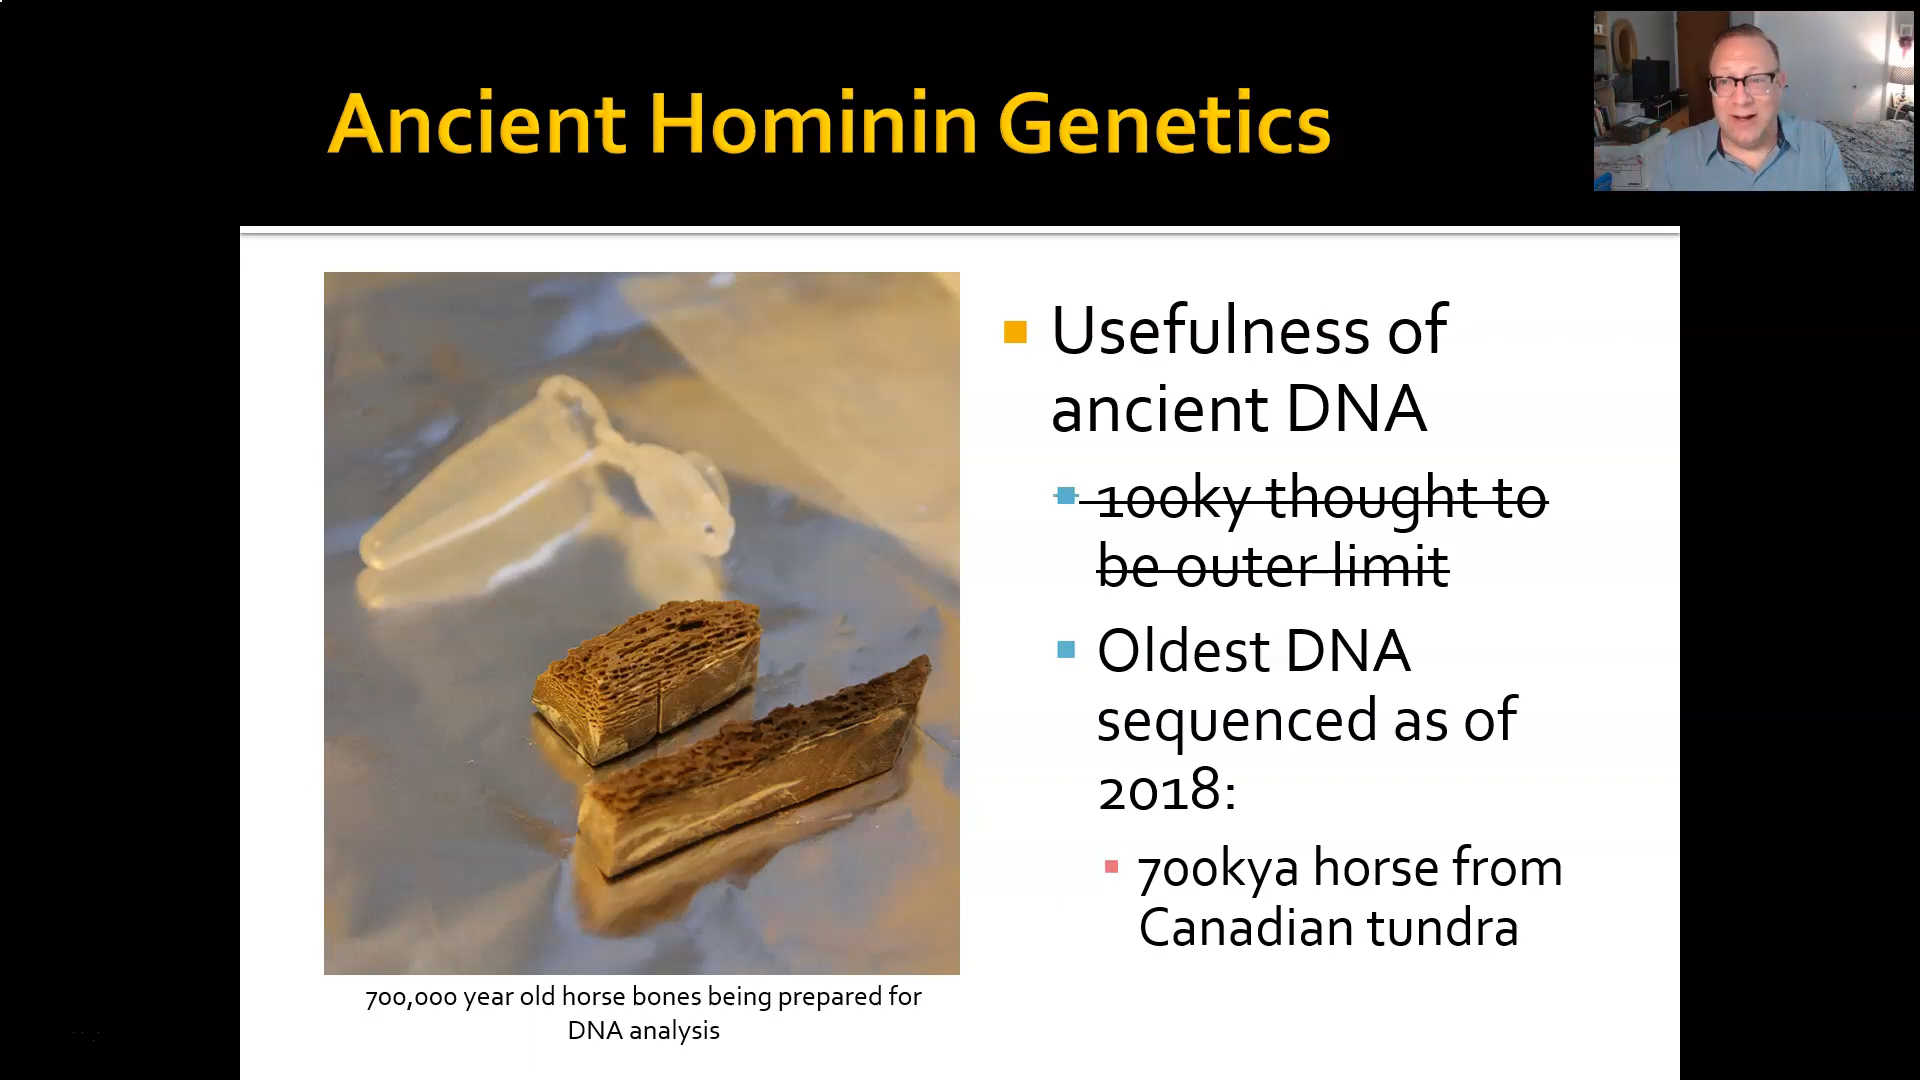 Ancient Hominin Genetics
Usefulness of
ancient DNA
100ky thought to
be outer limit
Oldest DNA
sequenced as of
2018:
700kya horse from
Canadian tundra
700,000 year old horse bones being prepared for
DNA analysis